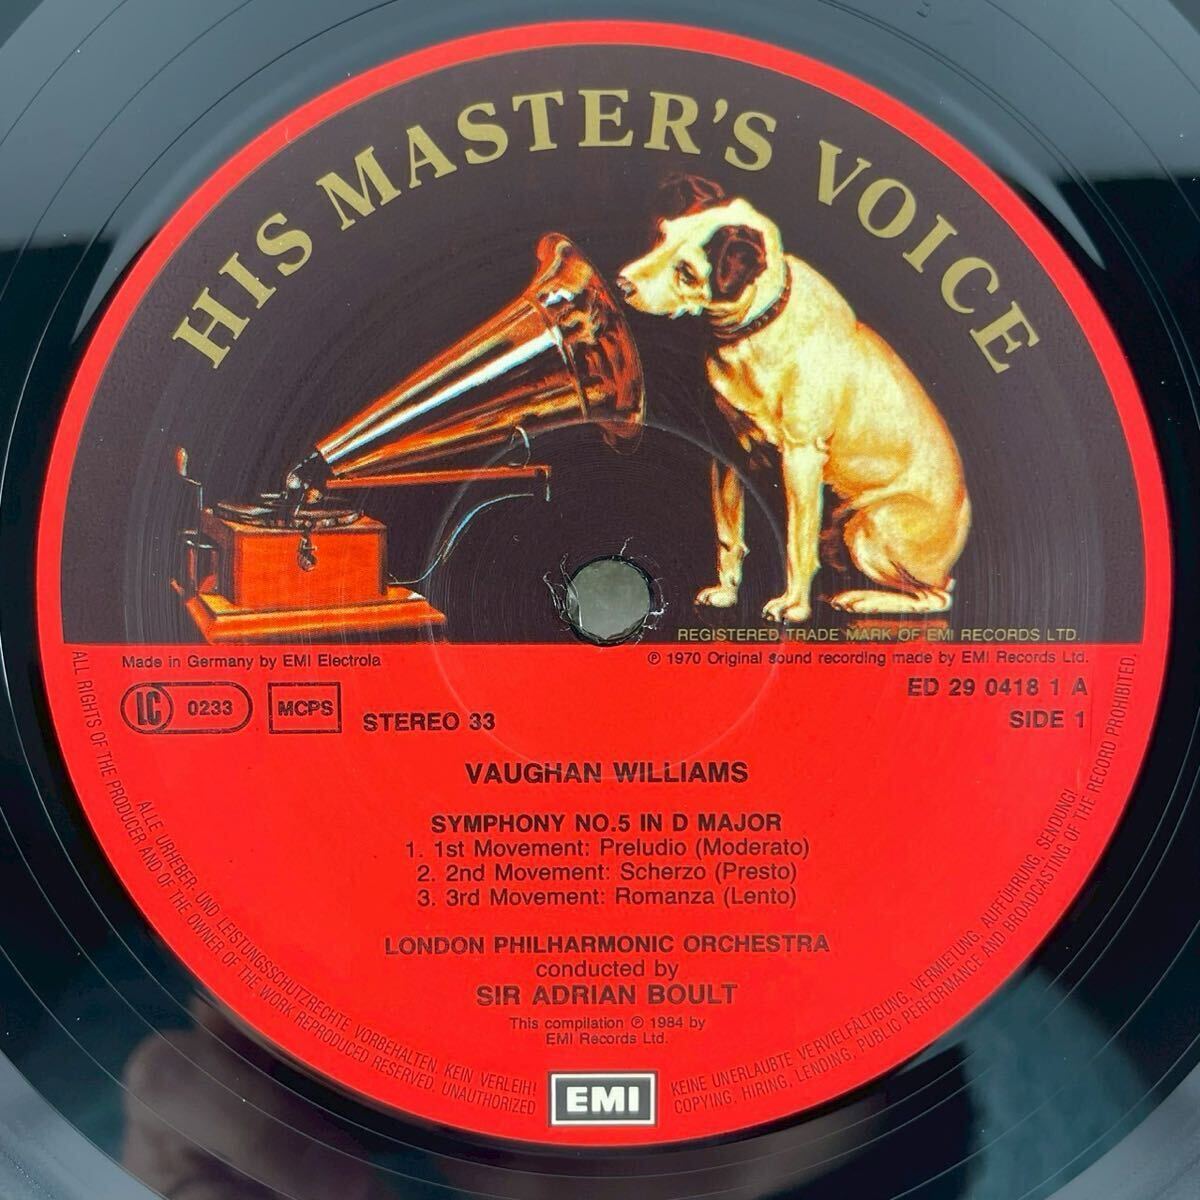 HIS MASTER'S VOICE
REGISTERED TRADE MARK OF EMI RECORDS LTD.
Made in Germany by EMI Electrola
℗ 1970 Original sound recording made by EMI Records Ltd.
LC 0233
MCPS
STEREO 33
ED 29 0418 1 A
SIDE 1
VAUGHAN WILLIAMS
SYMPHONY NO.5 IN D MAJOR
1. 1st Movement: Preludio (Moderato)
2. 2nd Movement: Scherzo (Presto)
3. 3rd Movement: Romanza (Lento)
LONDON PHILHARMONIC ORCHESTRA
conducted by
SIR ADRIAN BOULT
This compilation ℗ 1984 by
EMI Records Ltd.
EMI
ALLE URHEBER- UND LEISTUNGSSCHUTZRECHTE VORBEHALTEN. KEIN VERLEIH! KEINE UNERLAUBTE VERVIELFÄLTIGUNG, VERMIETUNG, AUFFÜHRUNG, SENDUNG!
ALL RIGHTS OF THE PRODUCER AND OF THE OWNER OF THE WORK REPRODUCED RESERVED. UNAUTHORIZED COPYING, HIRING, LENDING, PUBLIC PERFORMANCE AND BROADCASTING OF THE RECORD PROHIBITED.